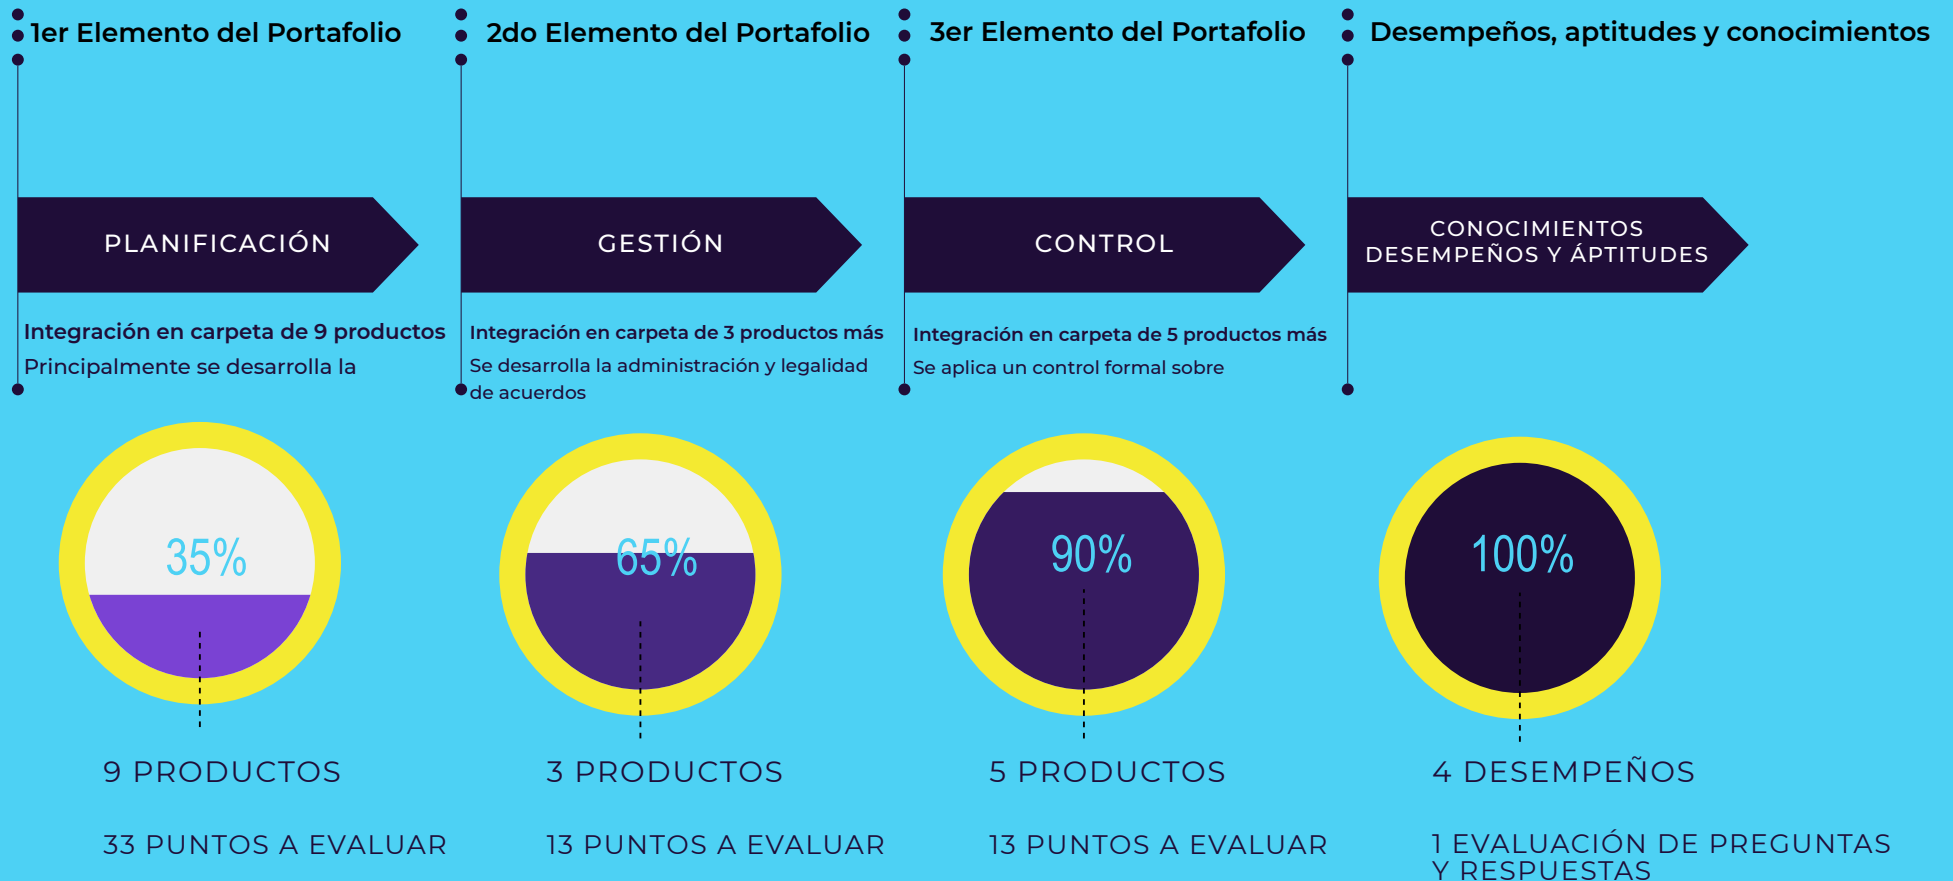 1er Elemento del Portafolio
PLANIFICACIÓN
Integración en carpeta de 9 productos
Principalmente se desarrolla la
35%
9 PRODUCTOS
33 PUNTOS A EVALUAR
2do Elemento del Portafolio
GESTIÓN
Integración en carpeta de 3 productos más
Se desarrolla la administración y legalidad
de acuerdos
65%
3 PRODUCTOS
13 PUNTOS A EVALUAR
3er Elemento del Portafolio
CONTROL
Integración en carpeta de 5 productos más
Se aplica un control formal sobre
90%
5 PRODUCTOS
13 PUNTOS A EVALUAR
Desempeños, aptitudes y conocimientos
CONOCIMIENTOS
DESEMPEÑOS Y ÁPTITUDES
100%
4 DESEMPEÑOS
1 EVALUACIÓN DE PREGUNTAS
Y RESPUESTAS